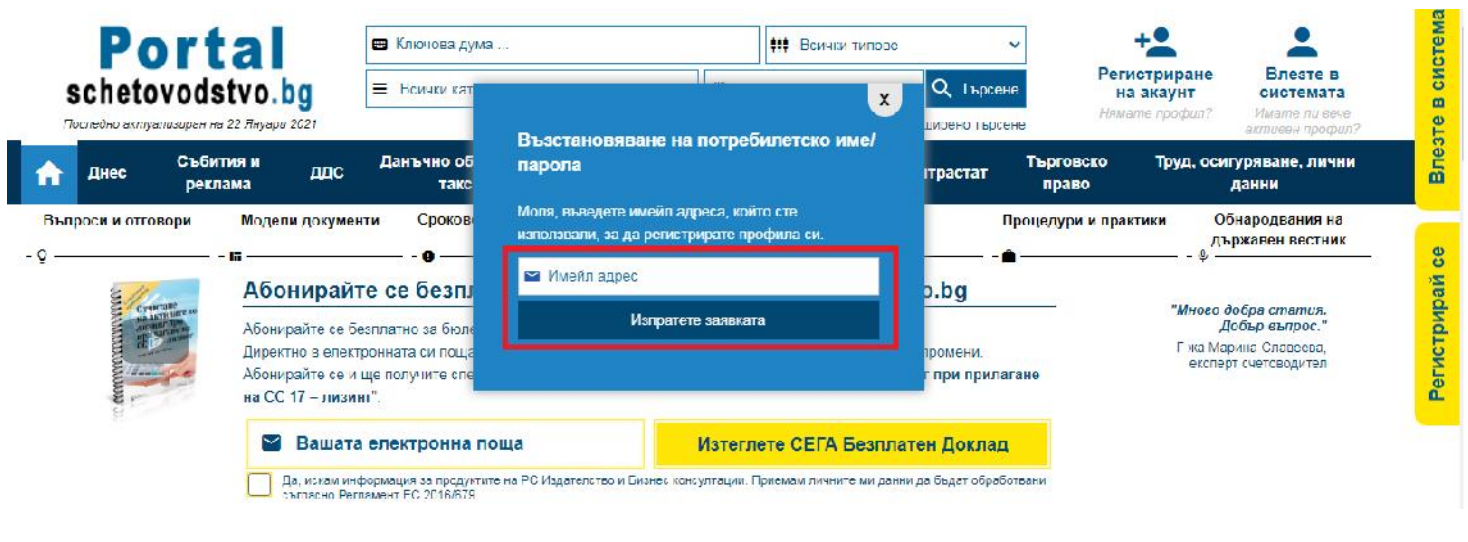 Portal
schetovodstvo.bg
Последно актуализиран на 22 Януари 2021
Ключова дума ...
Всички типове
Всички кат
Търсене
ширено търсене
Регистриране
на акаунт
Нямате профил?
Влезте в
системата
Имате ли вече
активен профил?
Влезте в система
Регистрирай се
Днес
Събития и
реклама
ДДС
Данъчно об
такс
нтрастат
Търговско
право
Труд, осигуряване, лични
данни
Въпроси и отговори
Модели документи
Сроков
Процедури и практики
Обнародвания на
държавен вестник
x
Възстановяване на потребилетско име/
парола
Моля, въведете имейл адреса, който сте
използвали, за да регистрирате профила си.
Имейл адрес
Изпратете заявката
Абонирайте се безпл
o.bg
Абонирайте се безплатно за бюле
Директно в електронната си поща
промени.
Абонирайте се и ще получите спе
т при прилагане
на СС 17 – лизинг".
"Много добра статия.
Добър въпрос."
Г-жа Марина Славеева,
експерт счетоводител
Вашата електронна поща
Изтеглете СЕГА Безплатен Доклад
Да, искам информация за продуктите на РС Издателство и Бизнес консултации. Приемам личните ми данни да бъдат обработвани
съгласно Регламент ЕС 2016/679